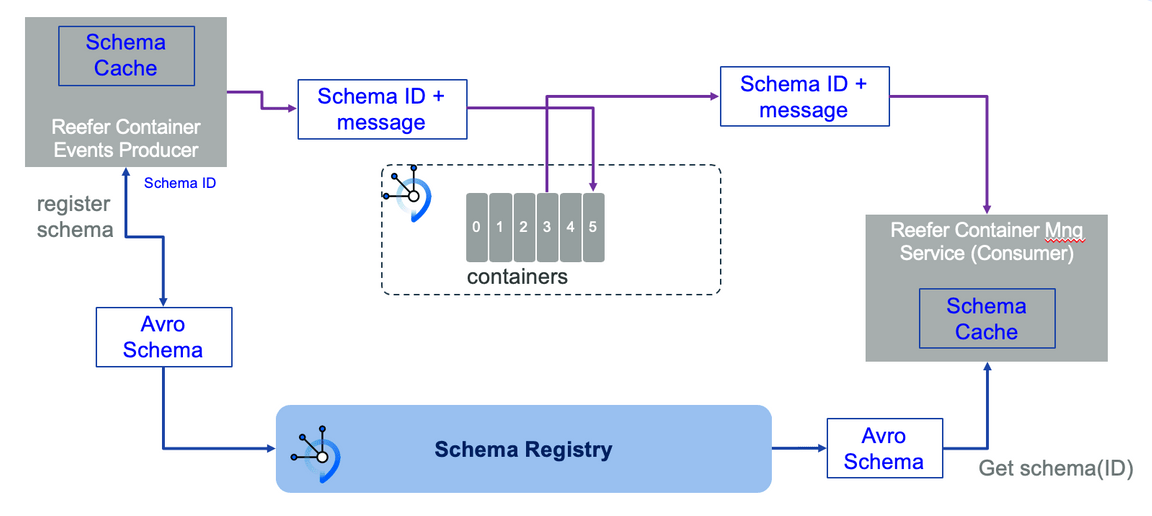 Schema
Cache
Reefer Container
Events Producer
Schema ID +
message
Schema ID +
message
Schema ID
register
schema
0 1 2 3 4 5
containers
Reefer Container Mng
Service (Consumer)
Schema
Cache
Avro
Schema
Schema Registry
Avro
Schema
Get schema(ID)